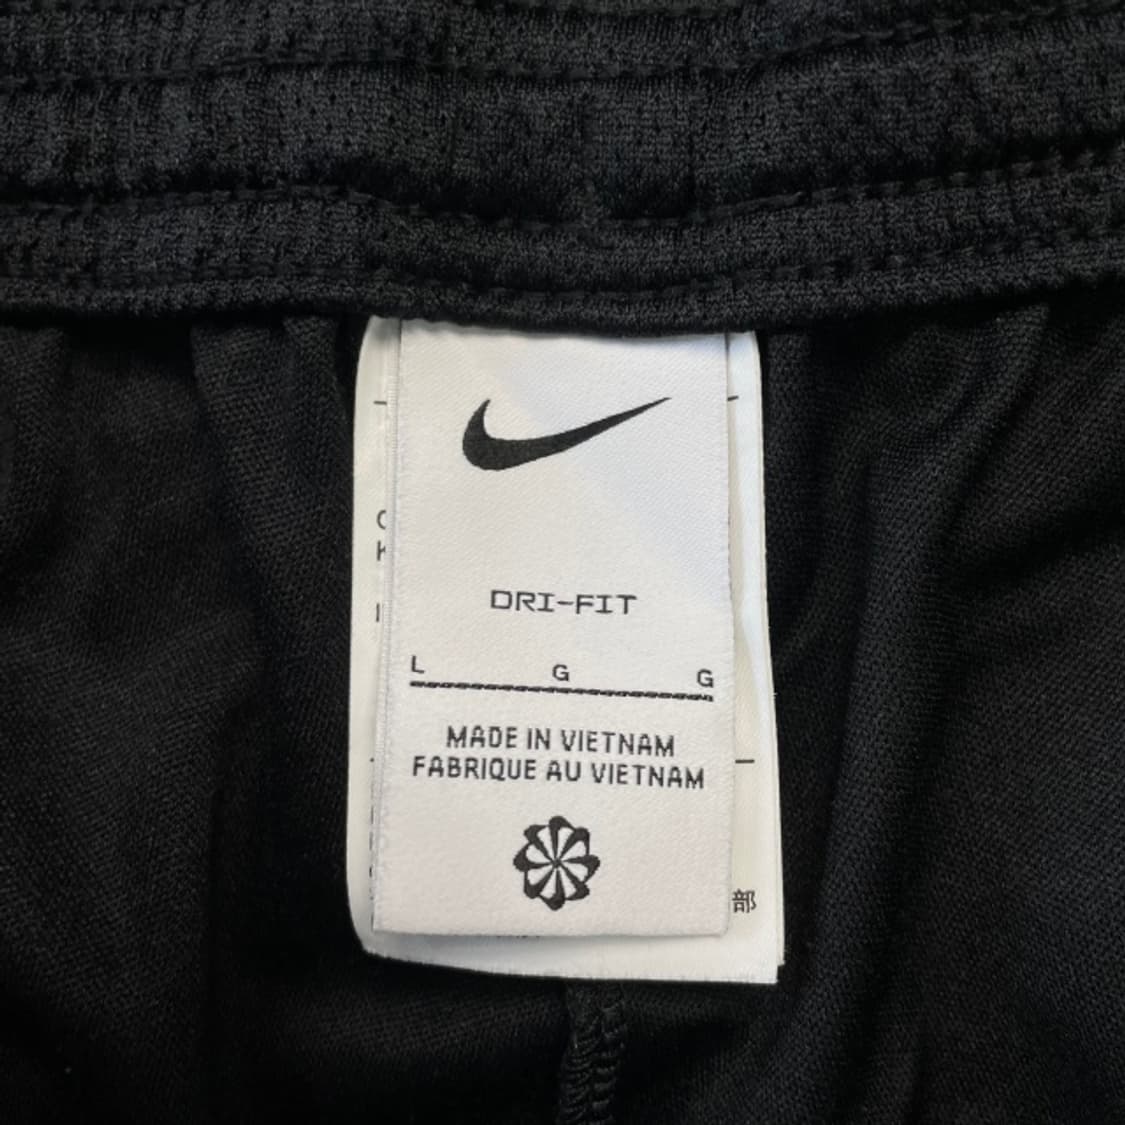 DRI-FIT
L G G
MADE IN VIETNAM
FABRIQUE AU VIETNAM
部